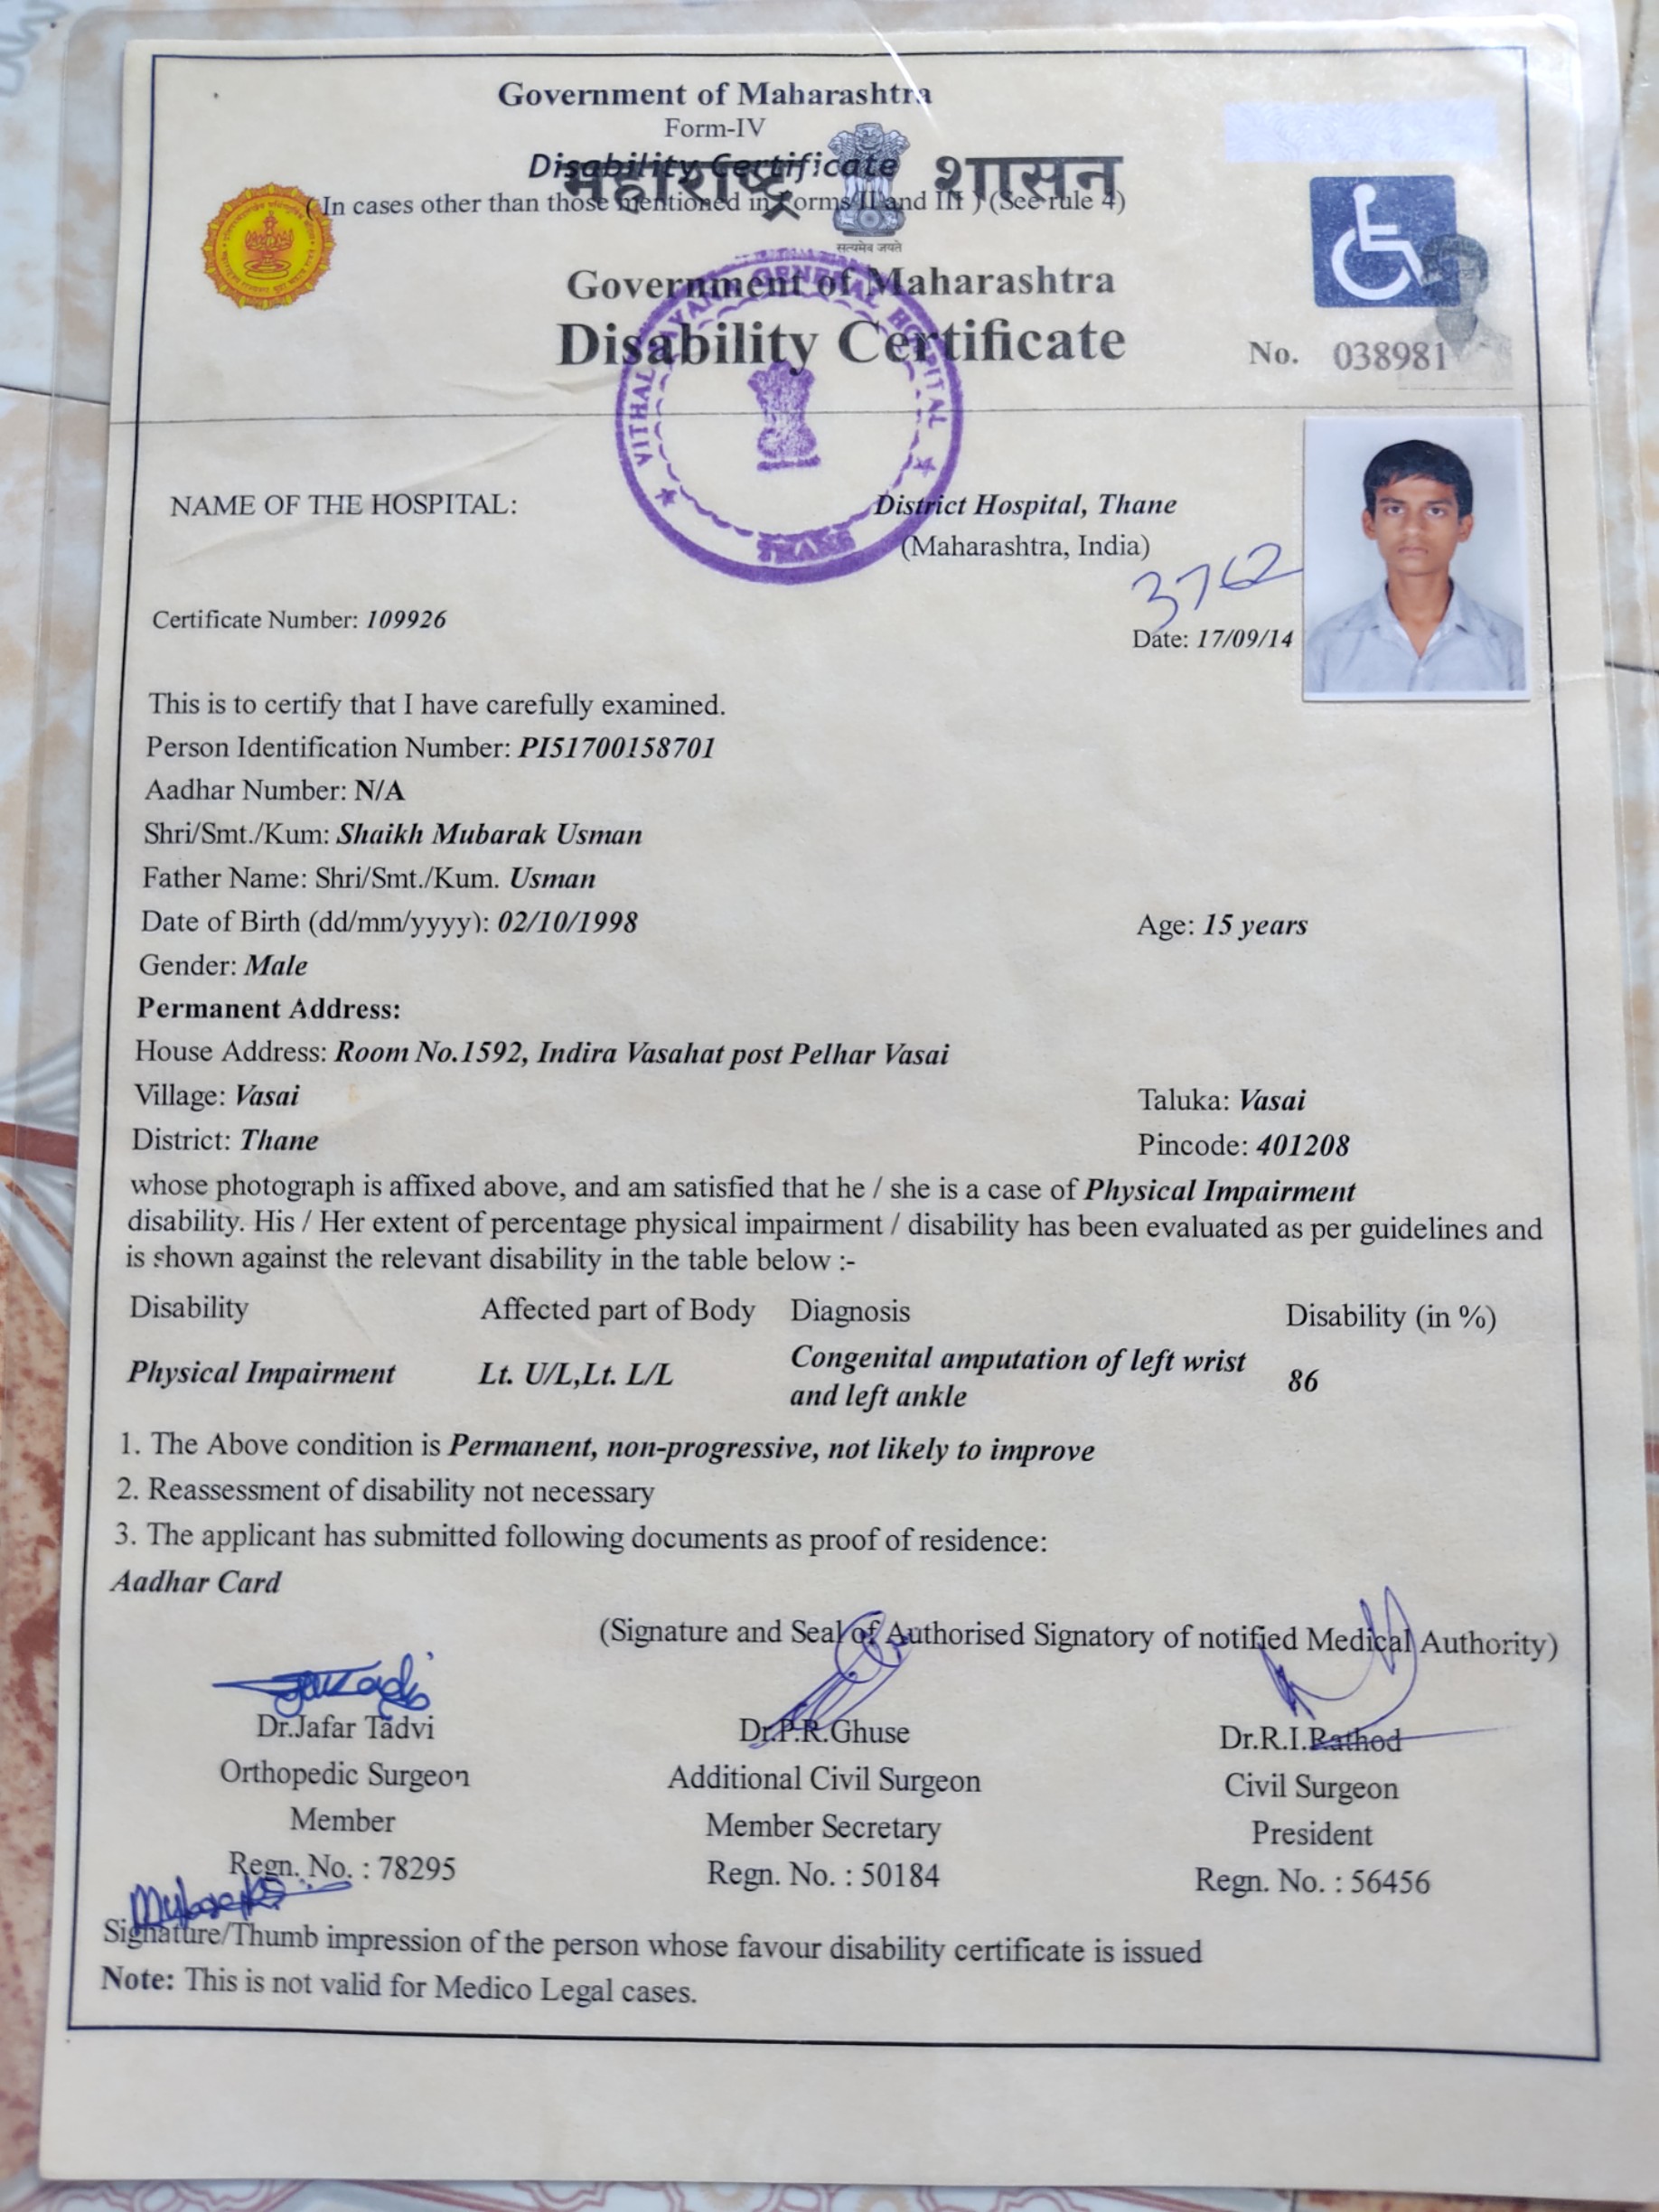 Government of Maharashtra
Form-IV
Disability Certificate
महाराष्ट्र शासन
( In cases other than those mentioned in Forms II and III ) (See rule 4)
सत्यमेव जयते
Government of Maharashtra
Disability Certificate
No. 038981
VITHAL GENERAL HOSPITAL
THANE
NAME OF THE HOSPITAL: District Hospital, Thane
(Maharashtra, India)
3762
Certificate Number: 109926 Date: 17/09/14
This is to certify that I have carefully examined.
Person Identification Number: PI51700158701
Aadhar Number: N/A
Shri/Smt./Kum: Shaikh Mubarak Usman
Father Name: Shri/Smt./Kum. Usman
Date of Birth (dd/mm/yyyy): 02/10/1998 Age: 15 years
Gender: Male
Permanent Address:
House Address: Room No.1592, Indira Vasahat post Pelhar Vasai
Village: Vasai Taluka: Vasai
District: Thane Pincode: 401208
whose photograph is affixed above, and am satisfied that he / she is a case of Physical Impairment
disability. His / Her extent of percentage physical impairment / disability has been evaluated as per guidelines and
is shown against the relevant disability in the table below :-
Disability Affected part of Body Diagnosis Disability (in %)
Physical Impairment Lt. U/L,Lt. L/L Congenital amputation of left wrist 86
and left ankle
1. The Above condition is Permanent, non-progressive, not likely to improve
2. Reassessment of disability not necessary
3. The applicant has submitted following documents as proof of residence:
Aadhar Card
(Signature and Seal of Authorised Signatory of notified Medical Authority)
Dr.Jafar Tadvi Dr.P.R.Ghuse Dr.R.I.Rathod
Orthopedic Surgeon Additional Civil Surgeon Civil Surgeon
Member Member Secretary President
Regn. No. : 78295 Regn. No. : 50184 Regn. No. : 56456
Signature/Thumb impression of the person whose favour disability certificate is issued
Note: This is not valid for Medico Legal cases.